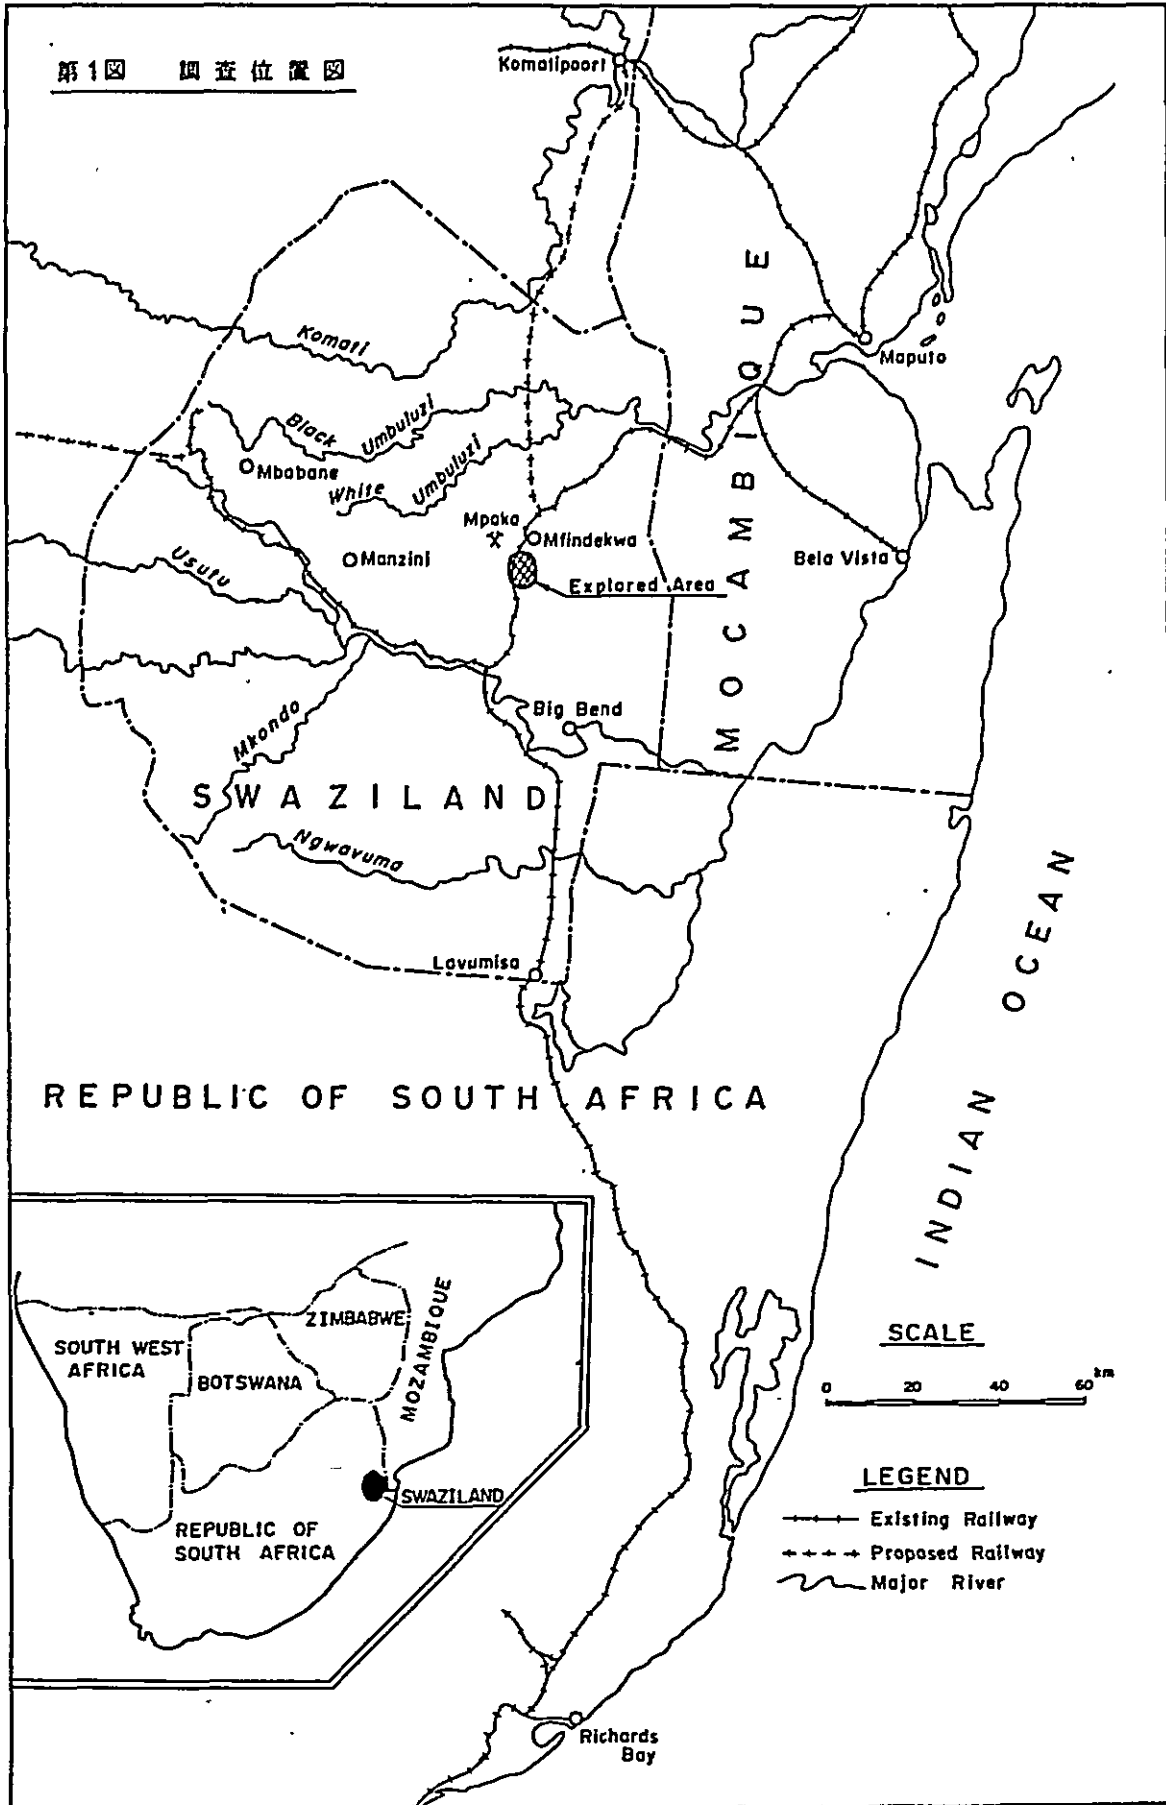 第1図 調査位置図
Komatipoort
Komati
Black Umbuluzi
White Umbuluzi
Mbabane
Maputo
Mpaka
Mfindekwa
Manzini
Usutu
Explored Area
Bela Vista
MOCAMBIQUE
Mkondo
Big Bend
SWAZILAND
Ngwavuma
Lavumisa
INDIAN OCEAN
REPUBLIC OF SOUTH AFRICA
ZIMBABWE
MOZAMBIQUE
SOUTH WEST
AFRICA
BOTSWANA
SWAZILAND
REPUBLIC OF
SOUTH AFRICA
SCALE
0 20 40 60 km
LEGEND
Existing Railway
Proposed Railway
Major River
Richards
Bay